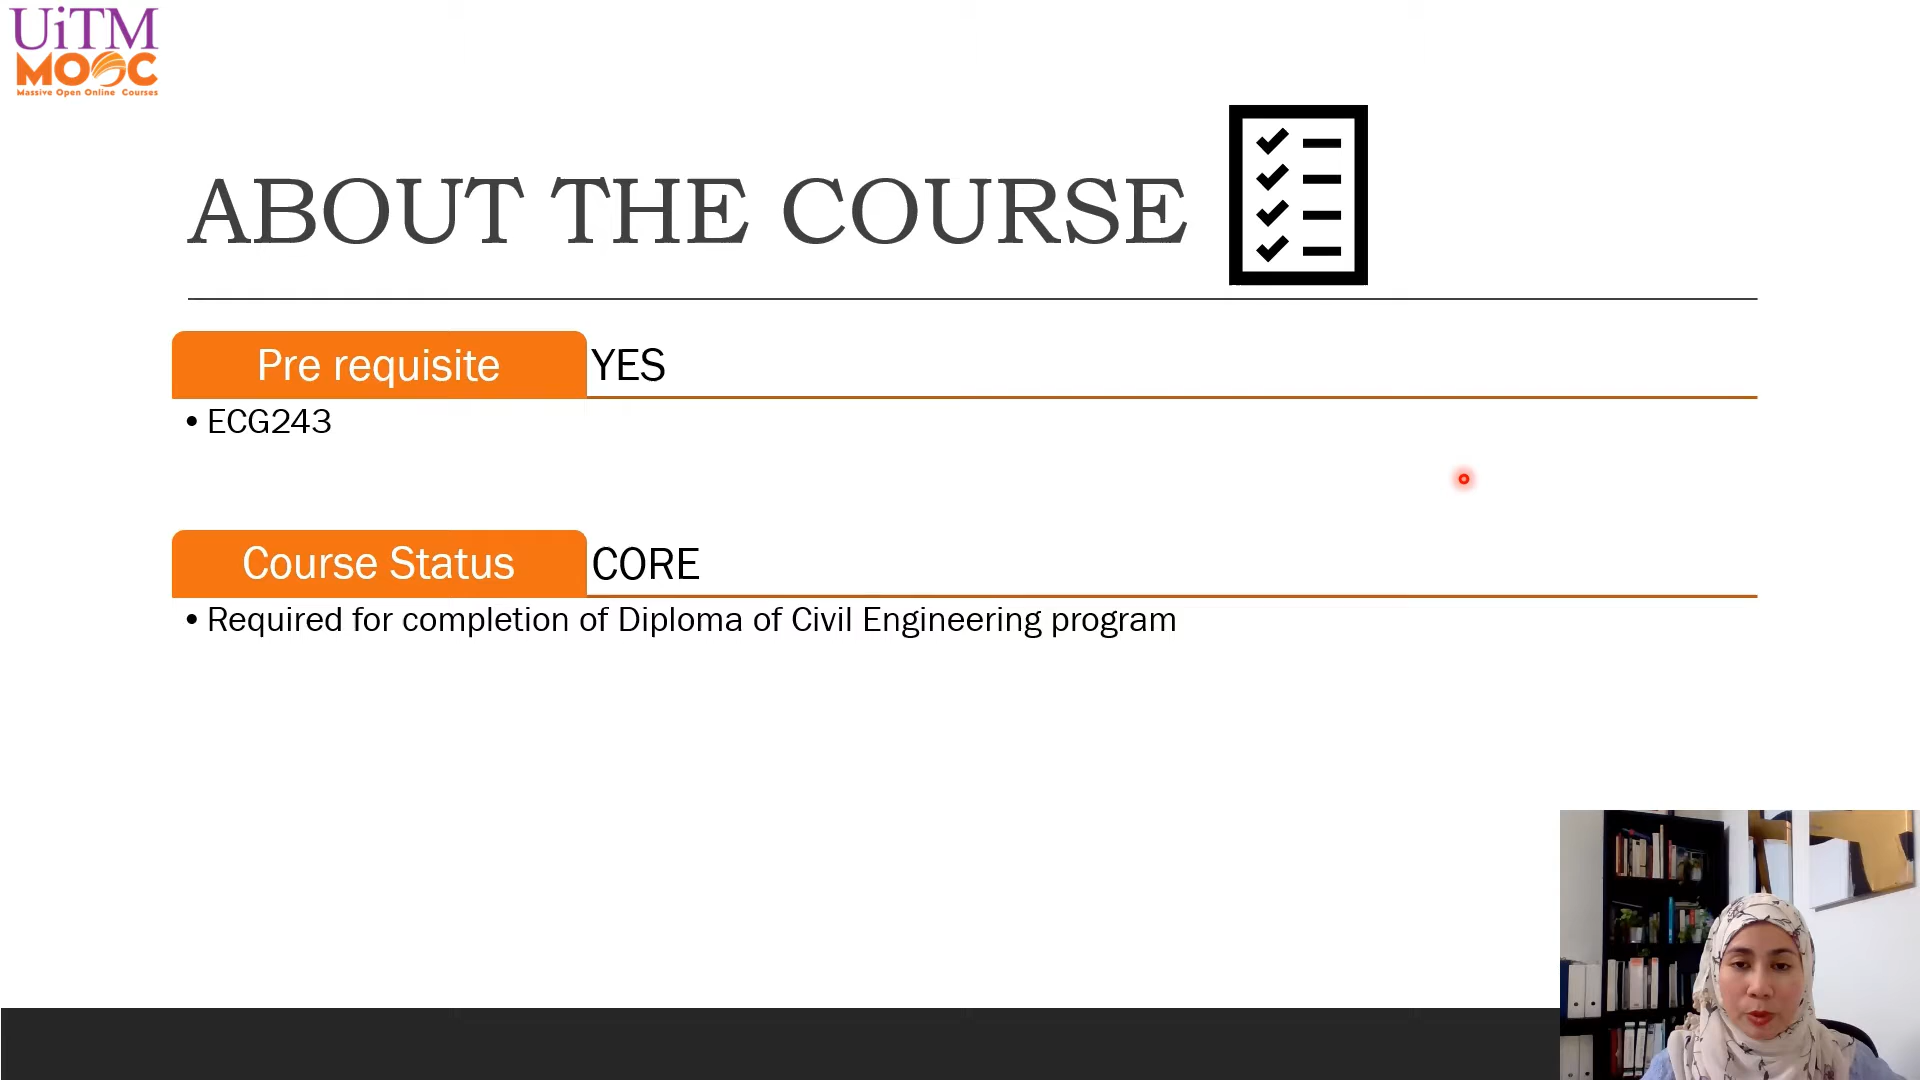 UiTM
MOOC
Massive Open Online Courses
ABOUT THE COURSE
Pre requisite YES
• ECG243
Course Status CORE
• Required for completion of Diploma of Civil Engineering program